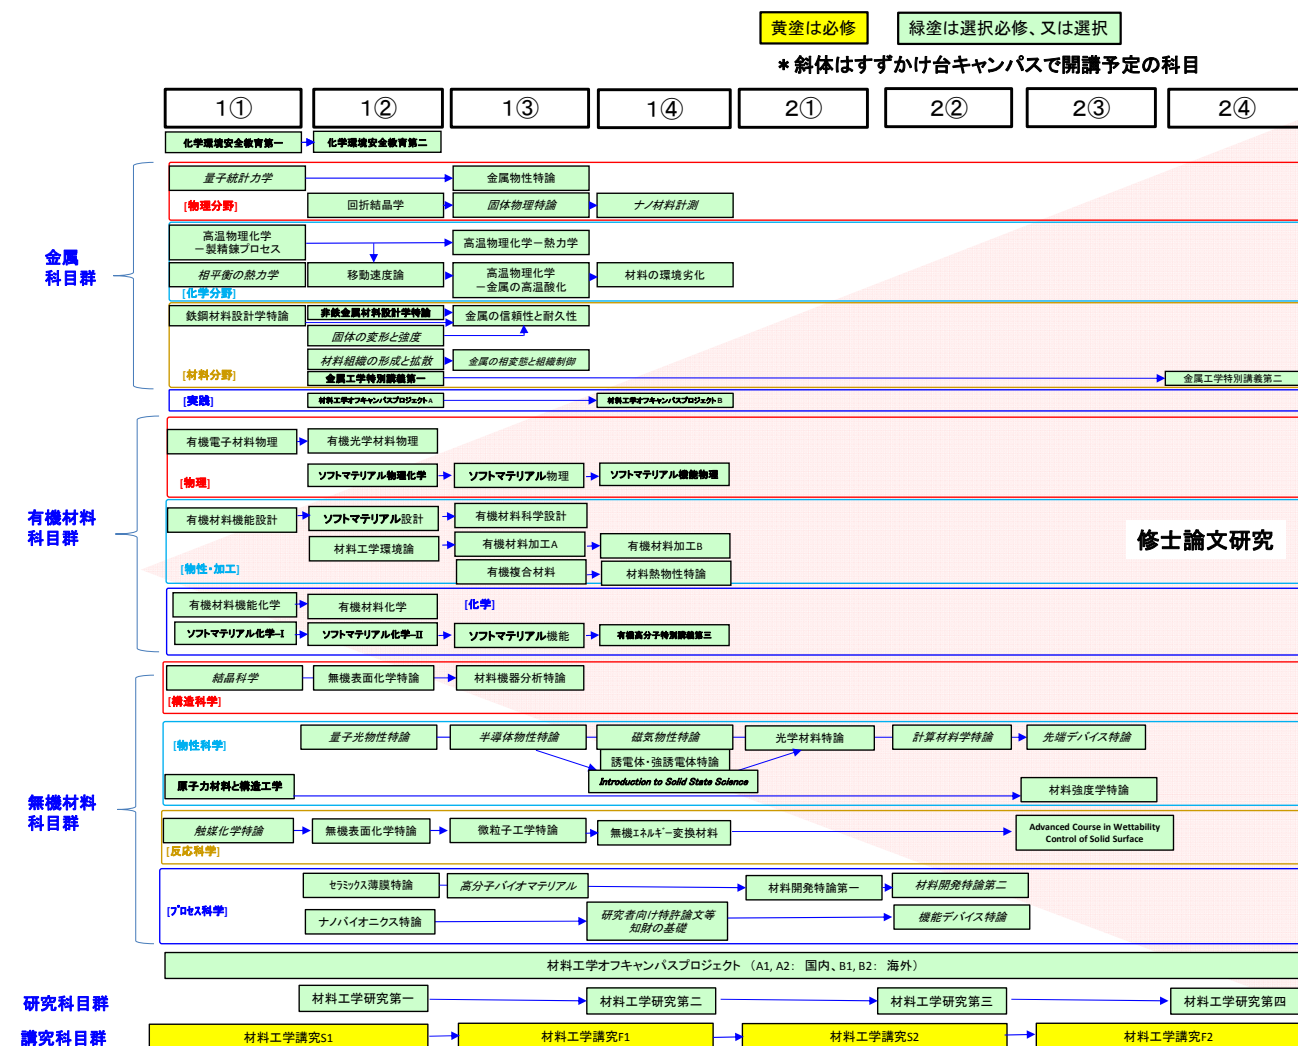 黄塗は必修
緑塗は選択必修、又は選択
＊斜体はすずかけ台キャンパスで開講予定の科目
1① 1② 1③ 1④ 2① 2② 2③ 2④
化学環境安全教育第一 化学環境安全教育第二
金属
科目群
量子統計力学 金属物性特論
[物理分野] 回折結晶学 固体物理特論 ナノ材料計測
高温物理化学
－製精錬プロセス
高温物理化学－熱力学
相平衡の熱力学 移動速度論
高温物理化学
－金属の高温酸化
材料の環境劣化
[化学分野]
鉄鋼材料設計学特論 非鉄金属材料設計学特論 金属の信頼性と耐久性
固体の変形と強度
材料組織の形成と拡散 金属の相変態と組織制御
[材料分野] 金属工学特別講義第一 金属工学特別講義第二
[実践] 材料工学オフキャンパスプロジェクトA 材料工学オフキャンパスプロジェクトB
有機材料
科目群
有機電子材料物理 有機光学材料物理
[物理] ソフトマテリアル物理化学 ソフトマテリアル物理 ソフトマテリアル機能物理
有機材料機能設計 ソフトマテリアル設計 有機材料科学設計
材料工学環境論 有機材料加工A 有機材料加工B
[物性・加工] 有機複合材料 材料熱物性特論
修士論文研究
有機材料機能化学 有機材料化学 [化学]
ソフトマテリアル化学-I ソフトマテリアル化学-II ソフトマテリアル機能 有機高分子特別講義第三
無機材料
科目群
結晶科学 無機表面化学特論 材料機器分析特論
[構造科学]
[物性科学] 量子光物性特論 半導体物性特論 磁気物性特論 光学材料特論 計算材料学特論 先端デバイス特論
誘電体・強誘電体特論
Introduction to Solid State Science
原子力材料と構造工学 材料強度学特論
触媒化学特論 無機表面化学特論 微粒子工学特論 無機エネルギー変換材料
Advanced Course in Wettability
Control of Solid Surface
[反応科学]
セラミックス薄膜特論 高分子バイオマテリアル 材料開発特論第一 材料開発特論第二
[プロセス科学] ナノバイオニクス特論
研究者向け特許論文等
知財の基礎
機能デバイス特論
材料工学オフキャンパスプロジェクト （A1, A2： 国内、B1, B2： 海外）
研究科目群 材料工学研究第一 材料工学研究第二 材料工学研究第三 材料工学研究第四
講究科目群 材料工学講究S1 材料工学講究F1 材料工学講究S2 材料工学講究F2